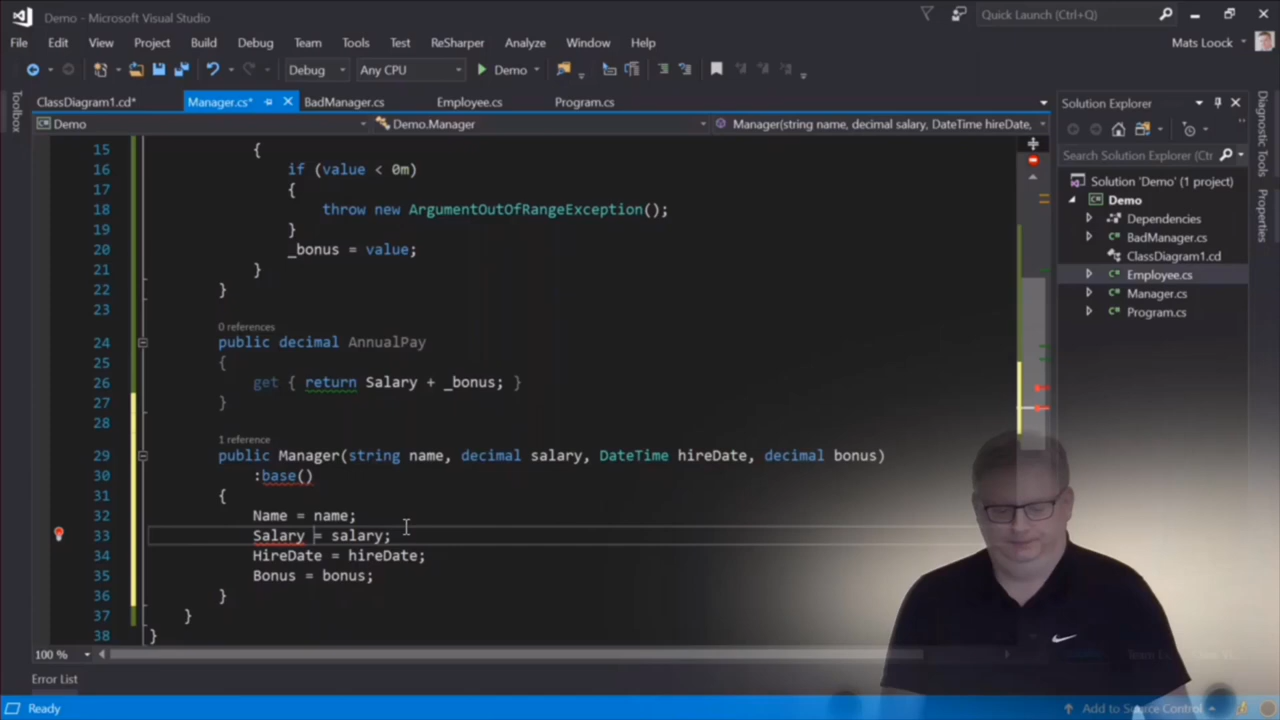 Demo - Microsoft Visual Studio
Quick Launch (Ctrl+Q)
File Edit View Project Build Debug Team Tools Test ReSharper Analyze Window Help
Mats Loock
Debug Any CPU Demo
Toolbox
ClassDiagram1.cd* Manager.cs* BadManager.cs Employee.cs Program.cs
Demo Demo.Manager Manager(string name, decimal salary, DateTime hireDate,
15 {
16 if (value < 0m)
17 {
18 throw new ArgumentOutOfRangeException();
19 }
20 _bonus = value;
21 }
22 }
23
0 references
24 public decimal AnnualPay
25 {
26 get { return Salary + _bonus; }
27 }
28
1 reference
29 public Manager(string name, decimal salary, DateTime hireDate, decimal bonus)
30 :base()
31 {
32 Name = name;
33 Salary = salary;
34 HireDate = hireDate;
35 Bonus = bonus;
36 }
37 }
38 }
100 %
Error List
Ready
Add to Source Control
Solution Explorer
Search Solution Explorer (Ctrl
Solution 'Demo' (1 project)
Demo
Dependencies
BadManager.cs
ClassDiagram1.cd
Employee.cs
Manager.cs
Program.cs
Diagnostic Tools
Properties